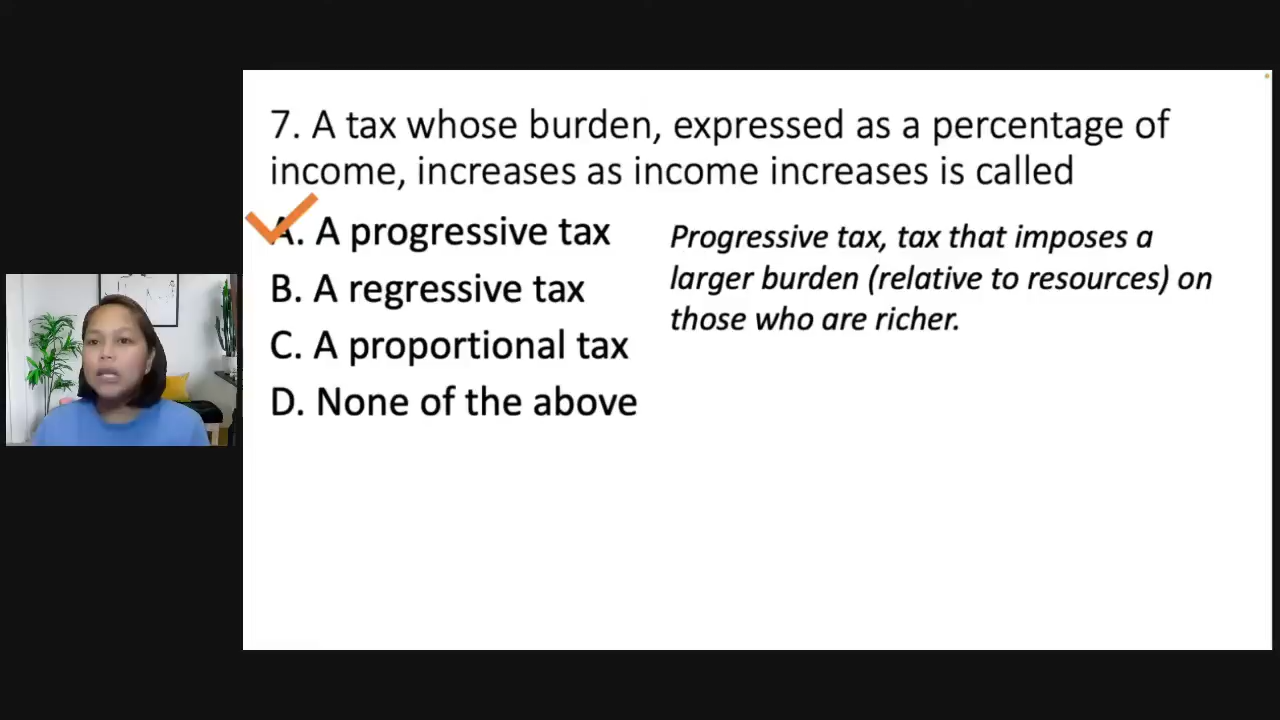 7. A tax whose burden, expressed as a percentage of
income, increases as income increases is called
A. A progressive tax
B. A regressive tax
C. A proportional tax
D. None of the above
Progressive tax, tax that imposes a
larger burden (relative to resources) on
those who are richer.